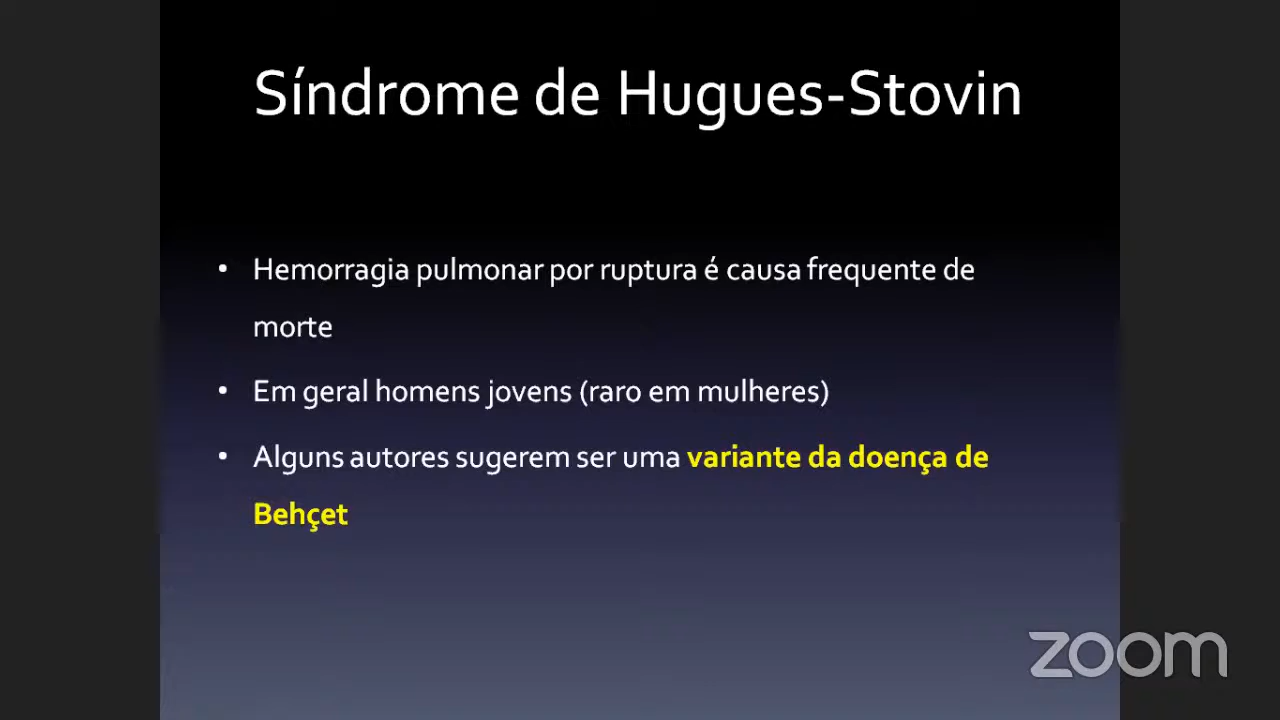 Síndrome de Hugues-Stovin
• Hemorragia pulmonar por ruptura é causa frequente de
morte
• Em geral homens jovens (raro em mulheres)
• Alguns autores sugerem ser uma variante da doença de
Behçet
zoom